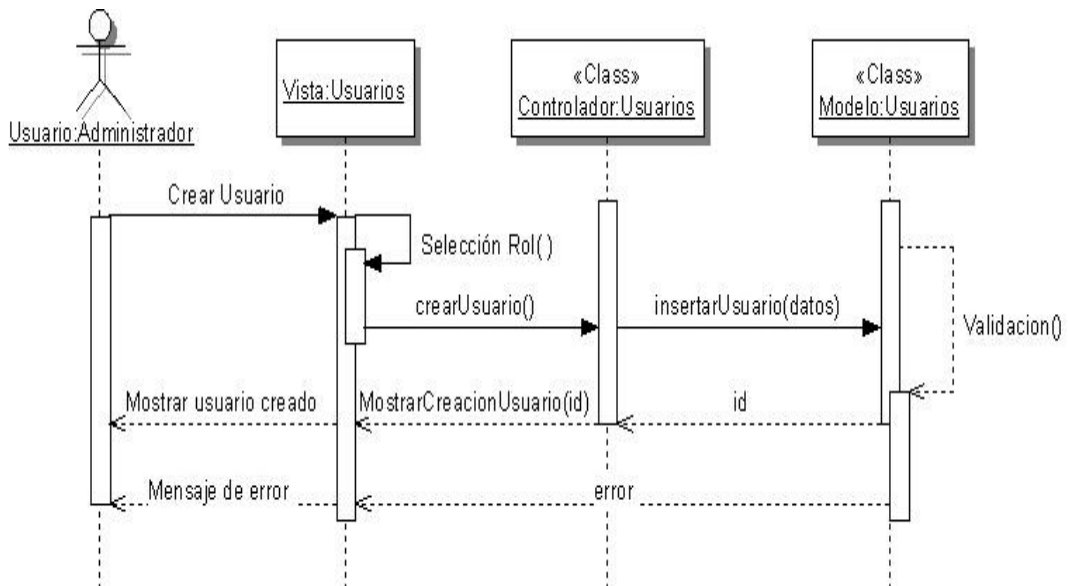 Usuario:Administrador
Vista:Usuarios
«Class»
Controlador:Usuarios
«Class»
Modelo:Usuarios
Crear Usuario
Selección Rol()
crearUsuario()
insertarUsuario(datos)
Validacion()
Mostrar usuario creado
MostrarCreacionUsuario(id)
id
Mensaje de error
error